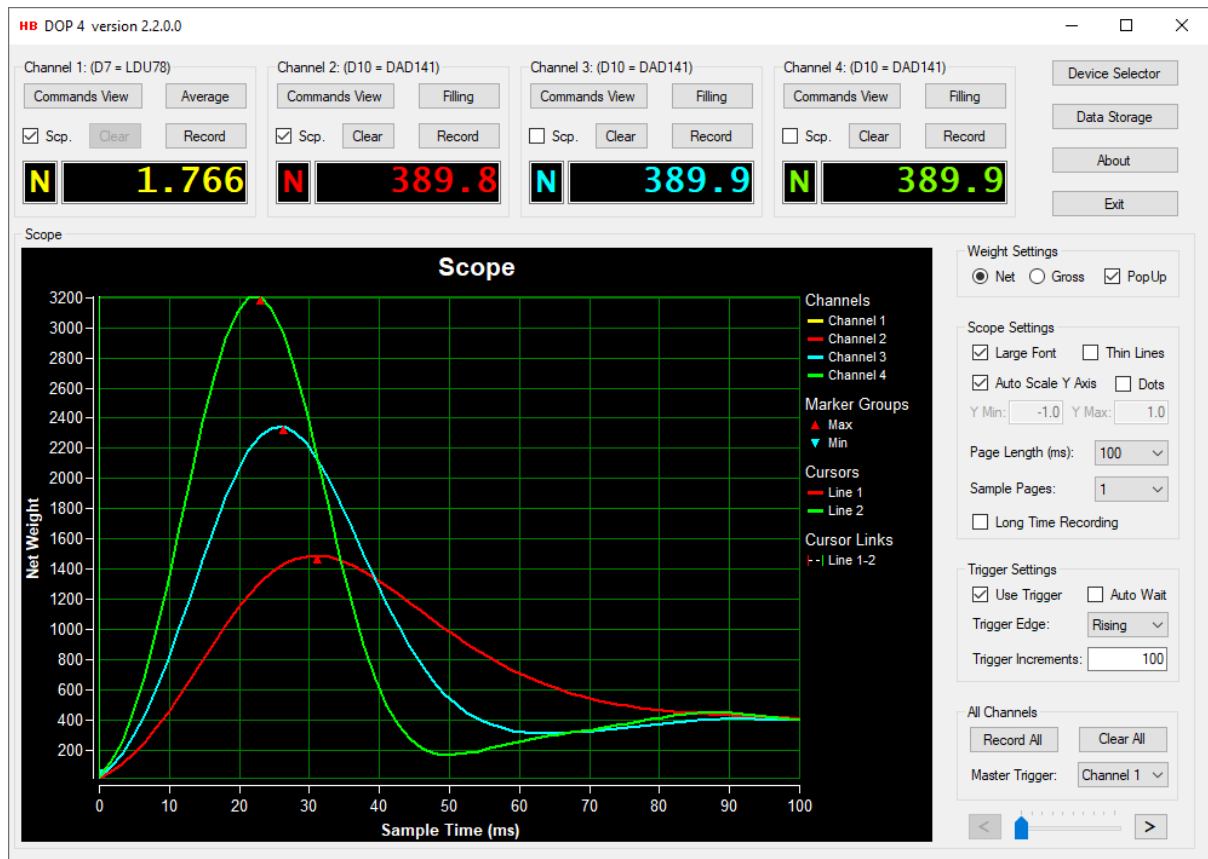 HB DOP 4 version 2.2.0.0
Channel 1: (D7 = LDU78)
Commands View Average
Scp. Clear Record
N 1.766
Channel 2: (D10 = DAD141)
Commands View Filling
Scp. Clear Record
N 389.8
Channel 3: (D10 = DAD141)
Commands View Filling
Scp. Clear Record
N 389.9
Channel 4: (D10 = DAD141)
Commands View Filling
Scp. Clear Record
N 389.9
Device Selector
Data Storage
About
Exit
Scope
Scope
3200
3000
2800
2600
2400
2200
2000
1800
1600
1400
1200
1000
800
600
400
200
Net Weight
0 10 20 30 40 50 60 70 80 90 100
Sample Time (ms)
Channels
Channel 1
Channel 2
Channel 3
Channel 4
Marker Groups
Max
Min
Cursors
Line 1
Line 2
Cursor Links
Line 1-2
Weight Settings
Net Gross PopUp
Scope Settings
Large Font Thin Lines
Auto Scale Y Axis Dots
Y Min: -1.0 Y Max: 1.0
Page Length (ms): 100
Sample Pages: 1
Long Time Recording
Trigger Settings
Use Trigger Auto Wait
Trigger Edge: Rising
Trigger Increments: 100
All Channels
Record All Clear All
Master Trigger: Channel 1
< >